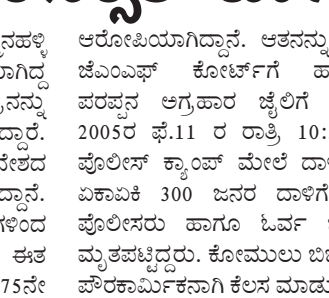 ನಹಳ್ಳಿ
ಯಾಗಿದ್ದ
ನನ್ನು
ದ್ದಾರೆ.
ದೇಶದ
ದ್ದಾನೆ.
ಗಳಿಂದ
ಈತ
75ನೇ
ಆರೋಪಿಯಾಗಿದ್ದಾನೆ. ಆತನನ್ನು
ಜೆಎಂಎಫ್ ಕೋರ್ಟ್‌ಗೆ ಹ
ಪರಪ್ಪನ ಅಗ್ರಹಾರ ಜೈಲಿಗೆ
2005ರ ಫೆ.11 ರ ರಾತ್ರಿ 10:
ಪೊಲೀಸ್ ಕ್ಯಾಂಪ್ ಮೇಲೆ ದಾಳಿ
ಏಕಾಏಕಿ 300 ಜನರ ದಾಳಿಗೆ
ಪೊಲೀಸರು ಹಾಗೂ ಓರ್ವ
ಮೃತಪಟ್ಟಿದ್ದರು. ಕೋಮುಲು
ಪೌರಕಾರ್ಮಿಕನಾಗಿ ಕೆಲಸ ಮಾಡು